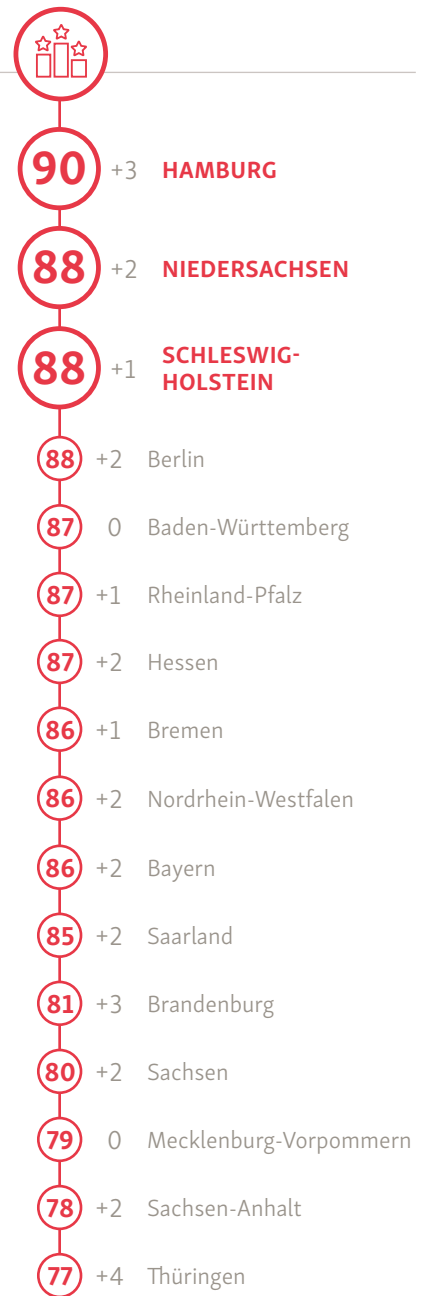 90 +3 HAMBURG
88 +2 NIEDERSACHSEN
88 +1 SCHLESWIG-
HOLSTEIN
88 +2 Berlin
87 0 Baden-Württemberg
87 +1 Rheinland-Pfalz
87 +2 Hessen
86 +1 Bremen
86 +2 Nordrhein-Westfalen
86 +2 Bayern
85 +2 Saarland
81 +3 Brandenburg
80 +2 Sachsen
79 0 Mecklenburg-Vorpommern
78 +2 Sachsen-Anhalt
77 +4 Thüringen